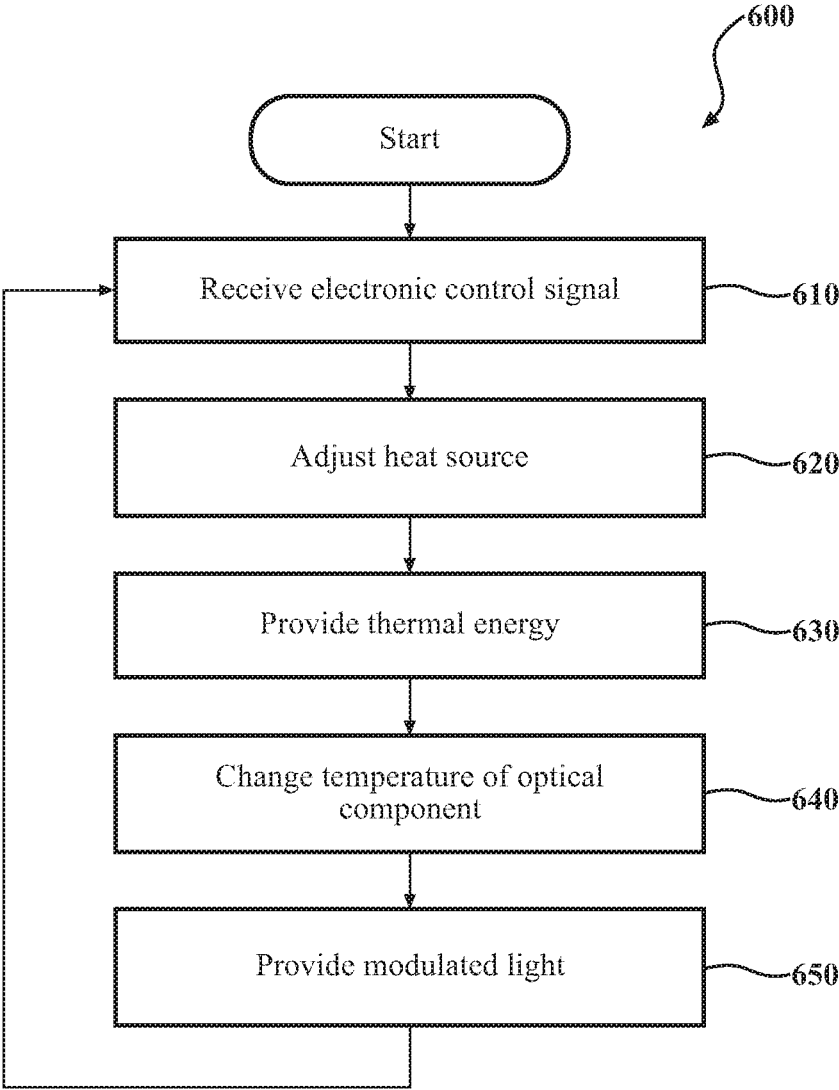 600
Start
Receive electronic control signal
610
Adjust heat source
620
Provide thermal energy
630
Change temperature of optical
component
640
Provide modulated light
650